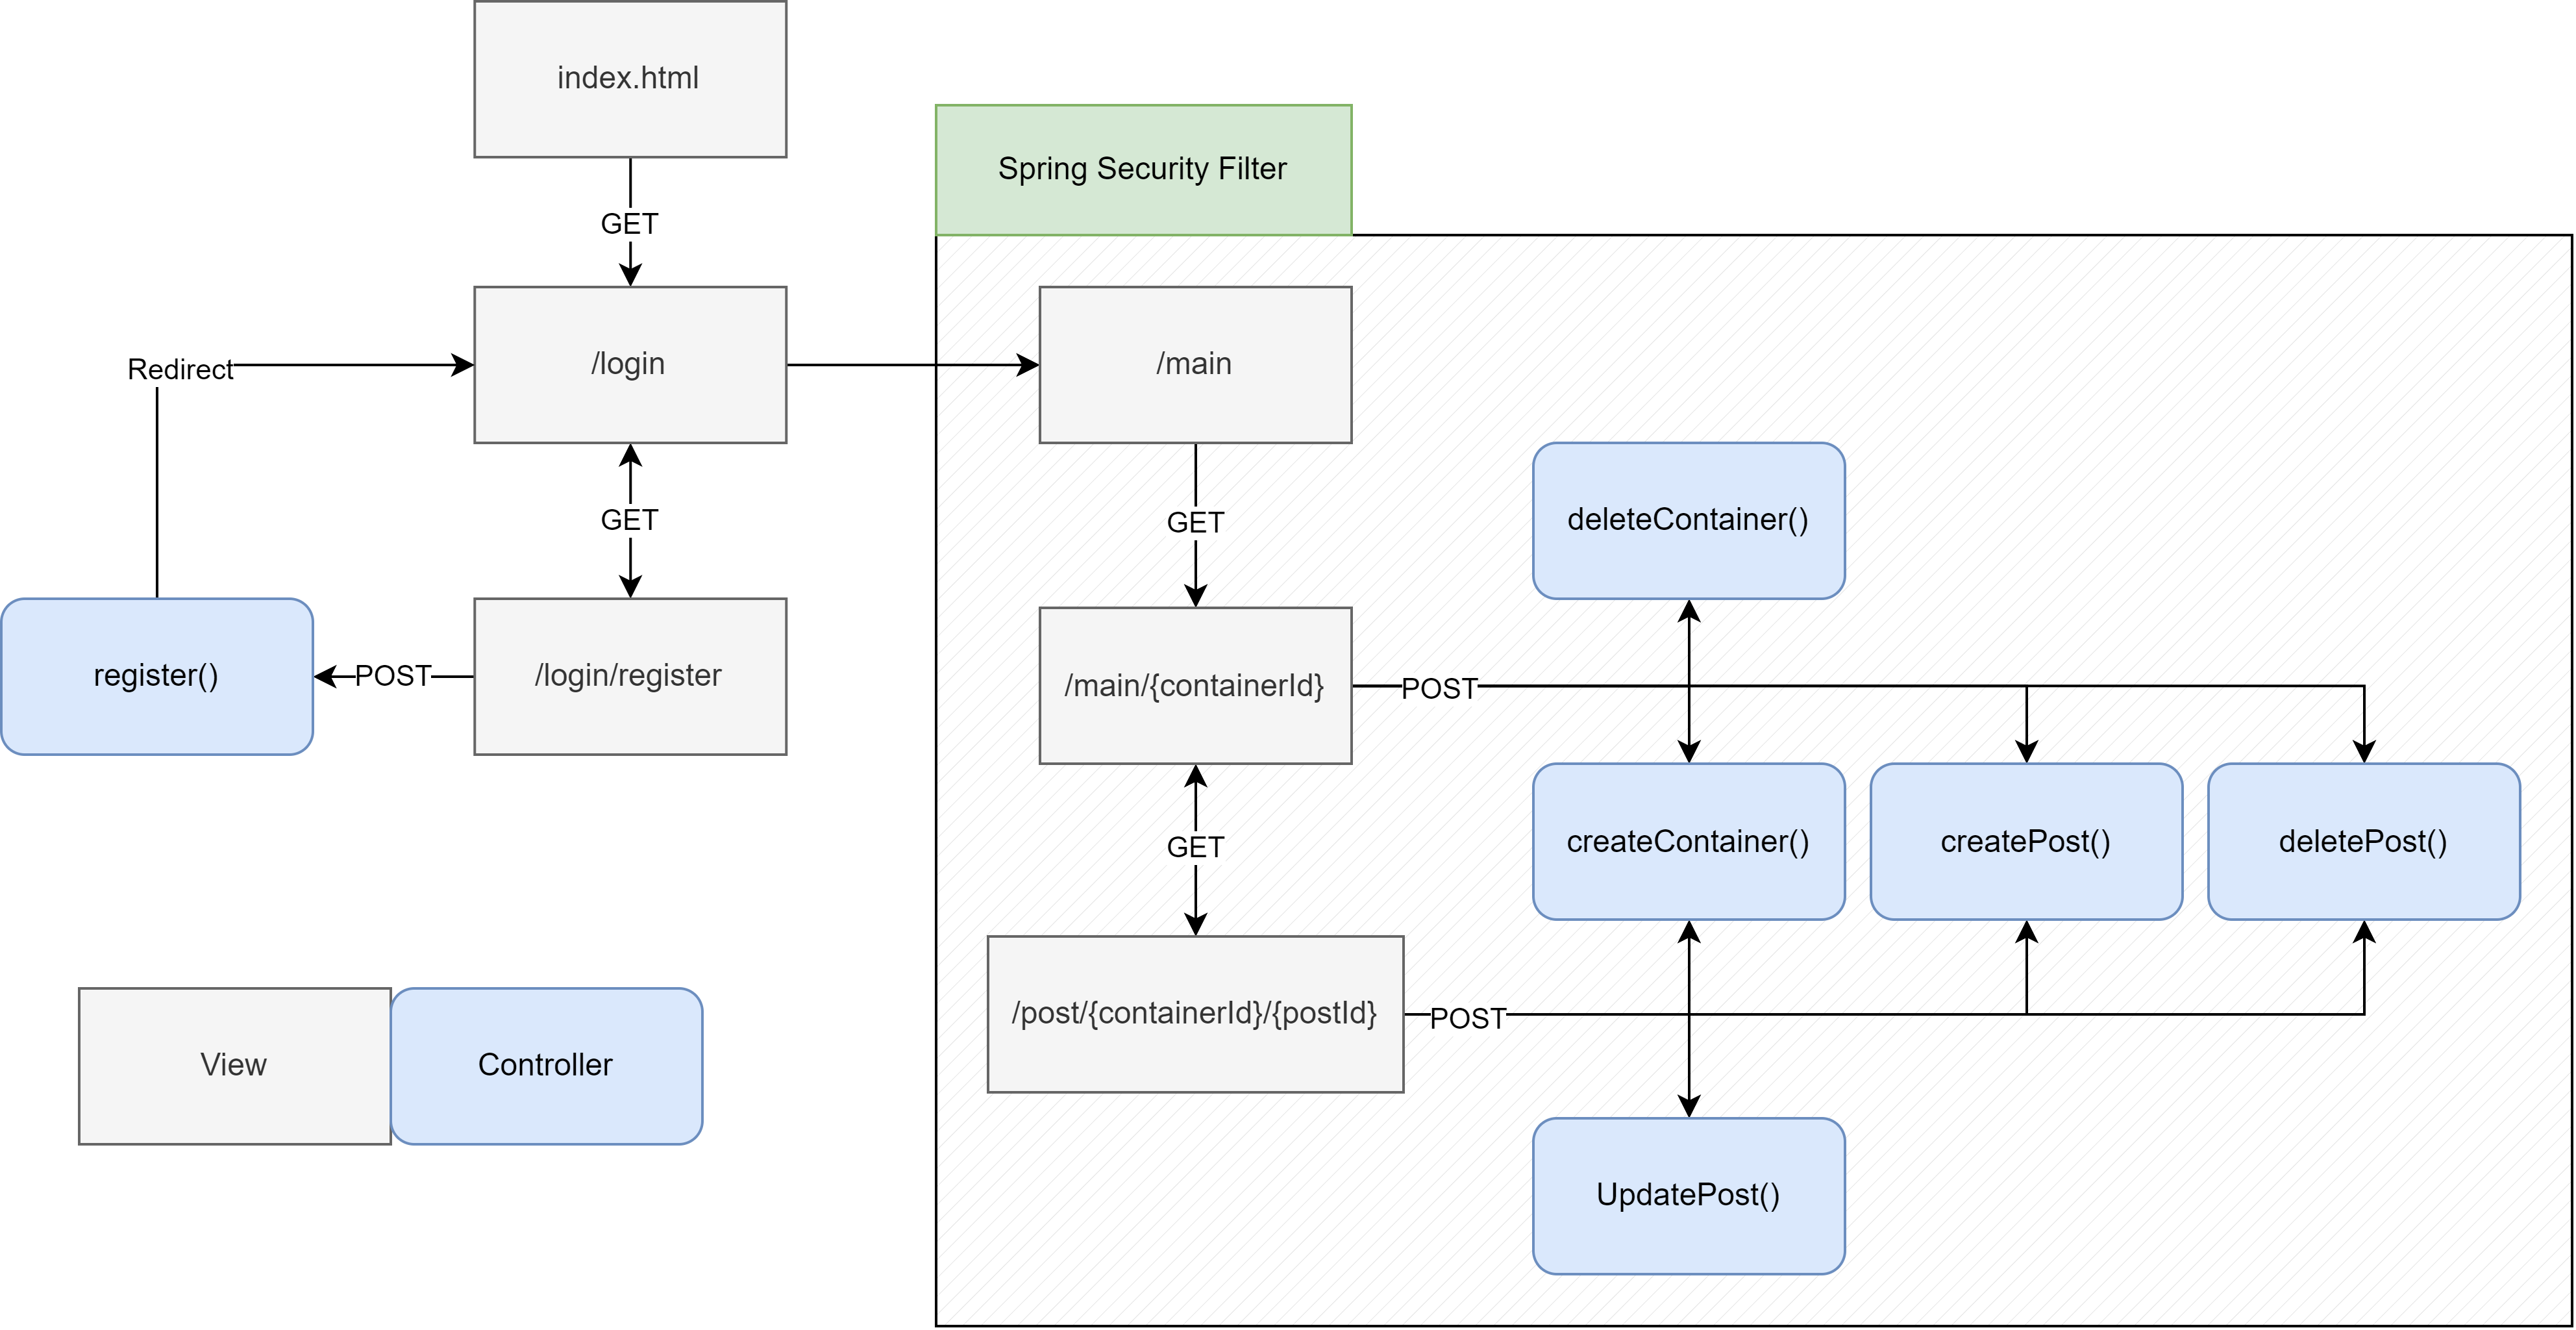 index.html
GET
Spring Security Filter
Redirect
/login
/main
GET
GET
deleteContainer()
register()
POST
/login/register
/main/{containerId}
POST
GET
createContainer()
createPost()
deletePost()
/post/{containerId}/{postId}
POST
View
Controller
UpdatePost()